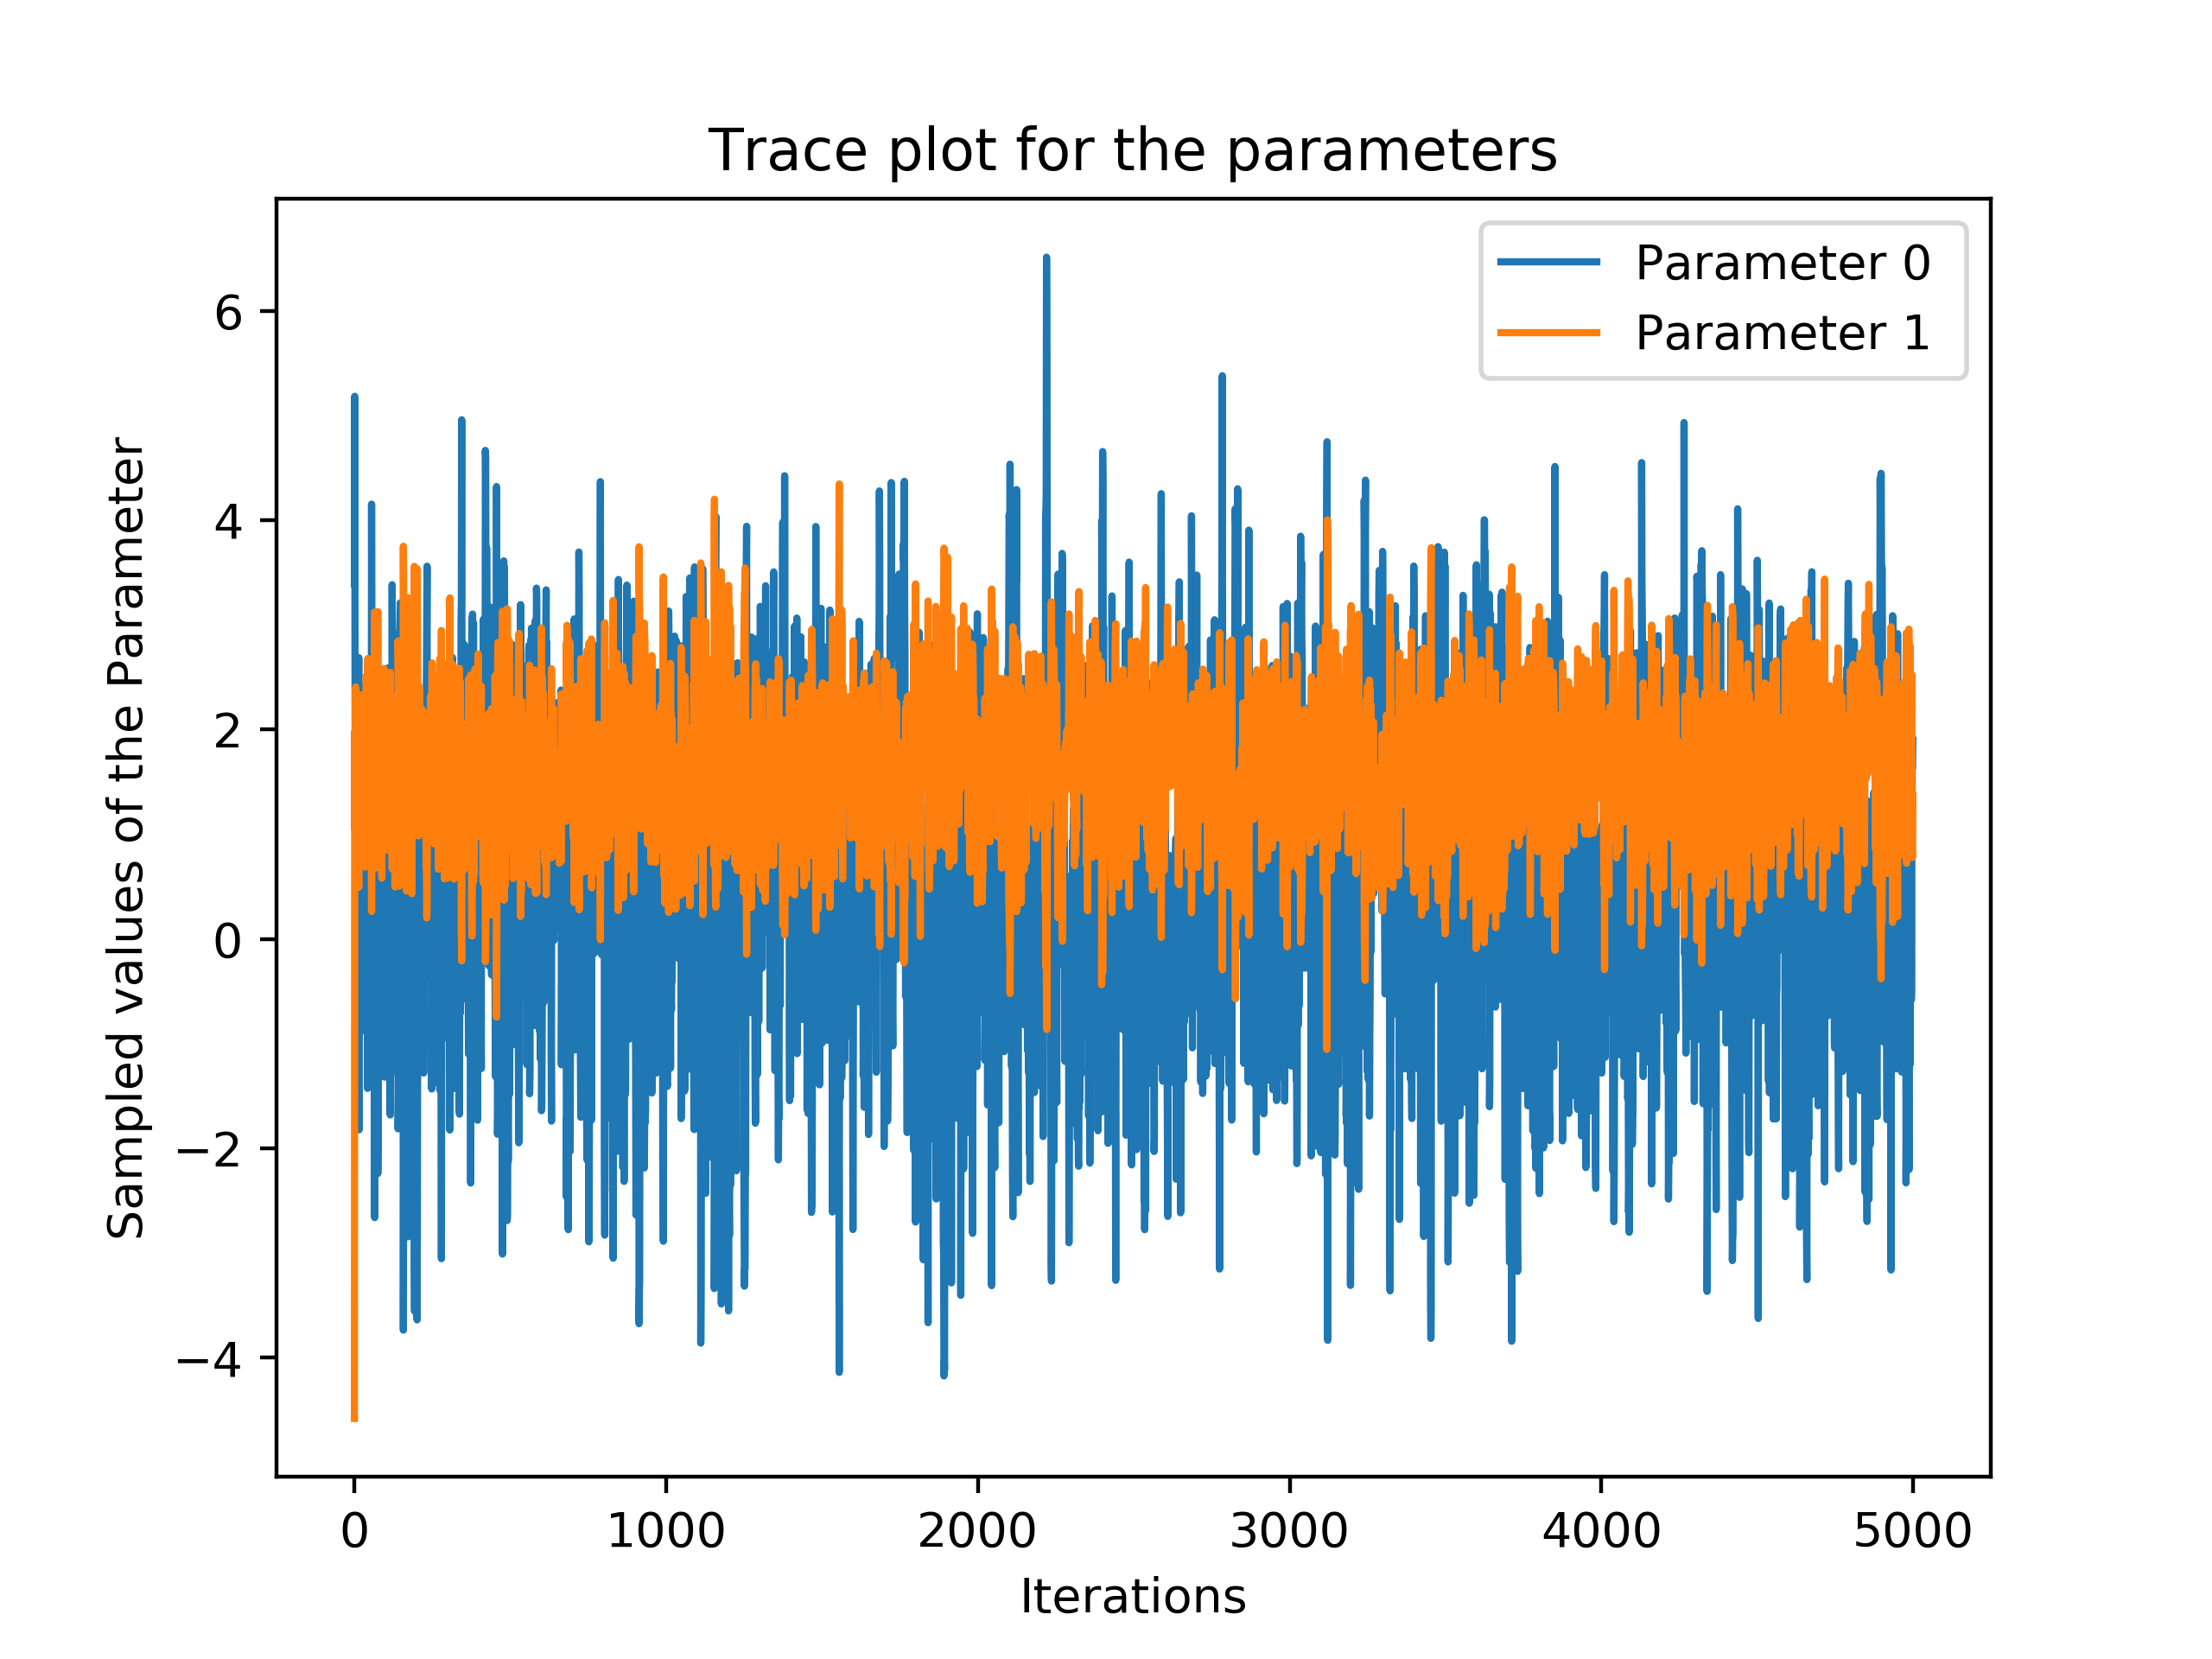 Trace plot for the parameters
Parameter 0
Parameter 1
Sampled values of the Parameter
6
4
2
0
−2
−4
0 1000 2000 3000 4000 5000
Iterations